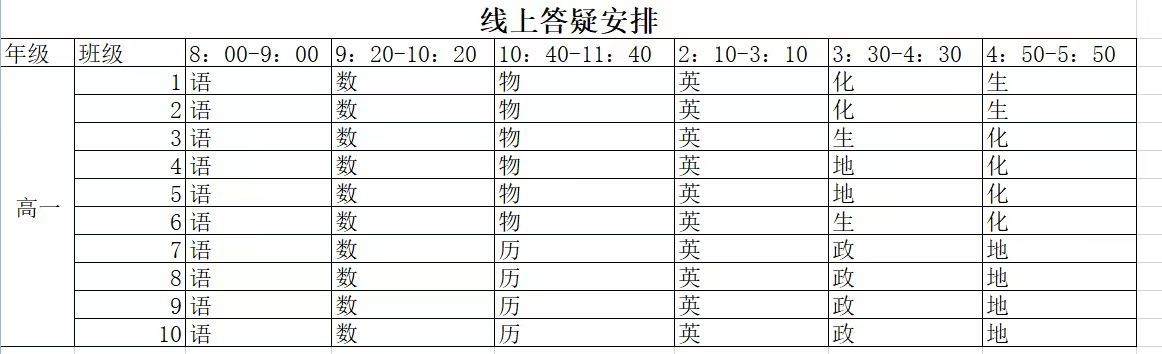 线上答疑安排
年级 班级 8：00-9：00 9：20-10：20 10：40-11：40 2：10-3：10 3：30-4：30 4：50-5：50
1 语 数 物 英 化 生
2 语 数 物 英 化 生
3 语 数 物 英 生 化
4 语 数 物 英 地 化
5 语 数 物 英 地 化
高一
6 语 数 物 英 生 化
7 语 数 历 英 政 地
8 语 数 历 英 政 地
9 语 数 历 英 政 地
10 语 数 历 英 政 地